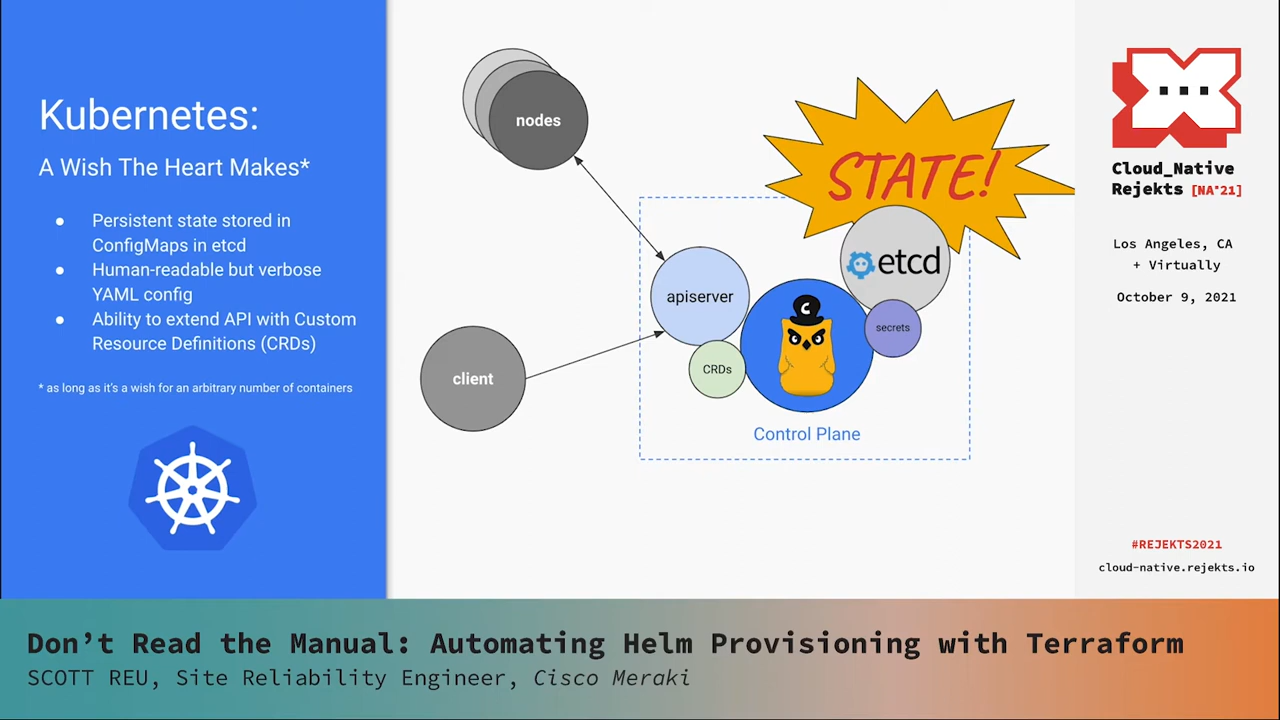 Kubernetes:
A Wish The Heart Makes*
● Persistent state stored in
ConfigMaps in etcd
● Human-readable but verbose
YAML config
● Ability to extend API with Custom
Resource Definitions (CRDs)
* as long as it's a wish for an arbitrary number of containers
nodes
STATE!
etcd
apiserver
secrets
CRDs
C
client
Control Plane
Cloud_Native
Rejekts [NA*21]
Los Angeles, CA
+ Virtually
October 9, 2021
#REJEKTS2021
cloud-native.rejekts.io
Don't Read the Manual: Automating Helm Provisioning with Terraform
SCOTT REU, Site Reliability Engineer, Cisco Meraki